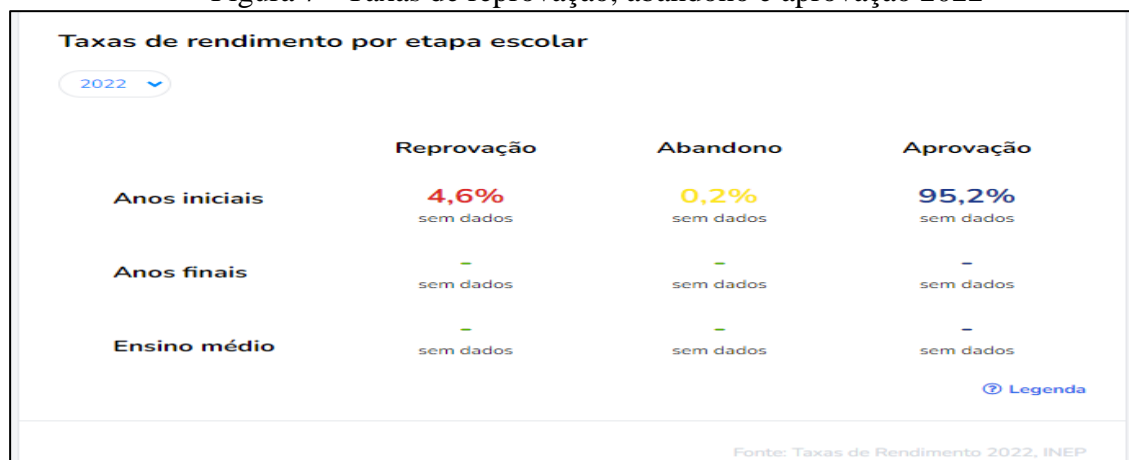 Taxas de rendimento por etapa escolar
2022
Reprovação Abandono Aprovação
Anos iniciais 4,6% 0,2% 95,2%
sem dados sem dados sem dados
Anos finais - - -
sem dados sem dados sem dados
Ensino médio - - -
sem dados sem dados sem dados
? Legenda
Fonte: Taxas de Rendimento 2022, INEP